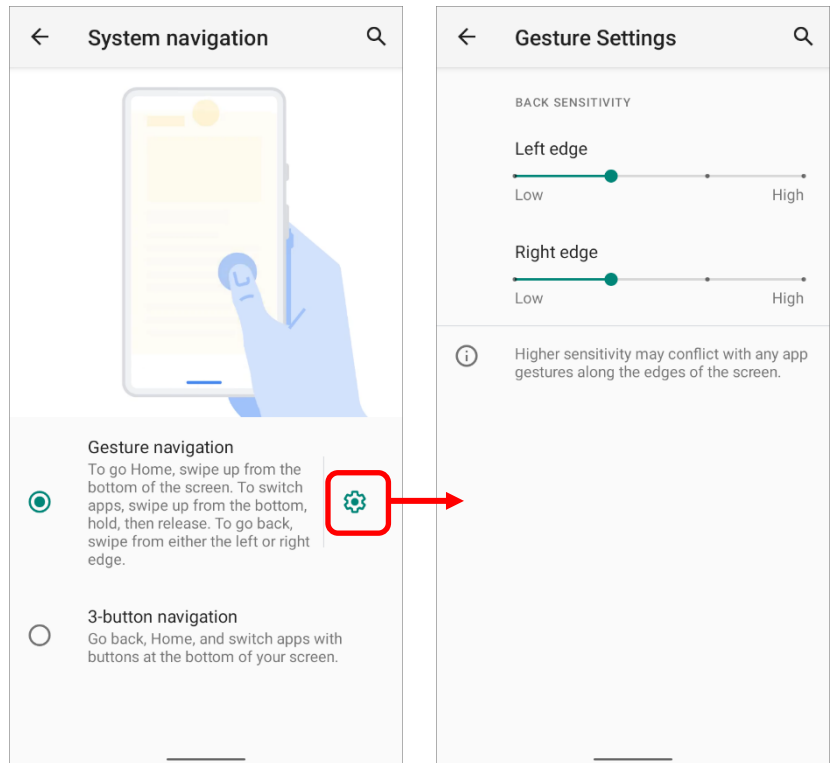 System navigation
Gesture navigation
To go Home, swipe up from the
bottom of the screen. To switch
apps, swipe up from the bottom,
hold, then release. To go back,
swipe from either the left or right
edge.
3-button navigation
Go back, Home, and switch apps with
buttons at the bottom of your screen.
Gesture Settings
BACK SENSITIVITY
Left edge
Low High
Right edge
Low High
Higher sensitivity may conflict with any app
gestures along the edges of the screen.